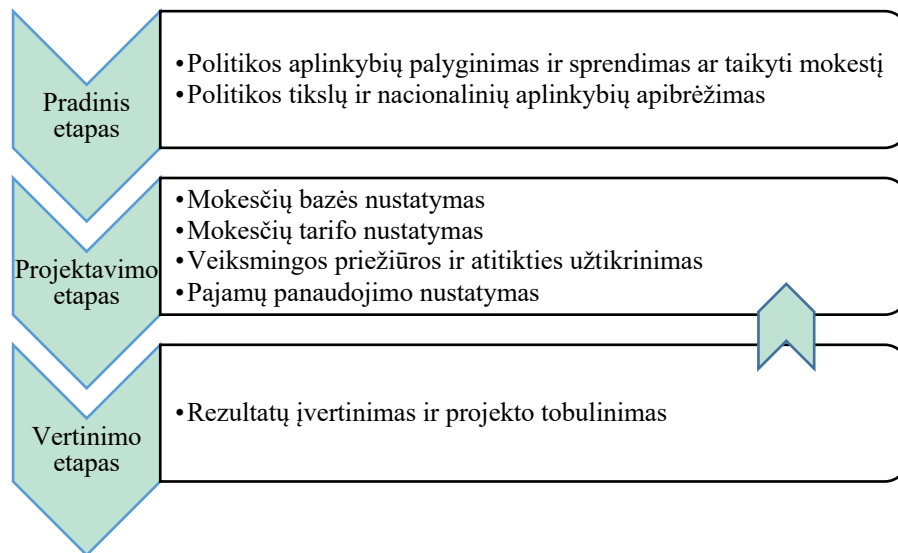 Pradinis
etapas
•Politikos aplinkybių palyginimas ir sprendimas ar taikyti mokestį
•Politikos tikslų ir nacionalinių aplinkybių apibrėžimas
Projektavimo
etapas
•Mokesčių bazės nustatymas
•Mokesčių tarifo nustatymas
•Veiksmingos priežiūros ir atitikties užtikrinimas
•Pajamų panaudojimo nustatymas
Vertinimo
etapas
•Rezultatų įvertinimas ir projekto tobulinimas